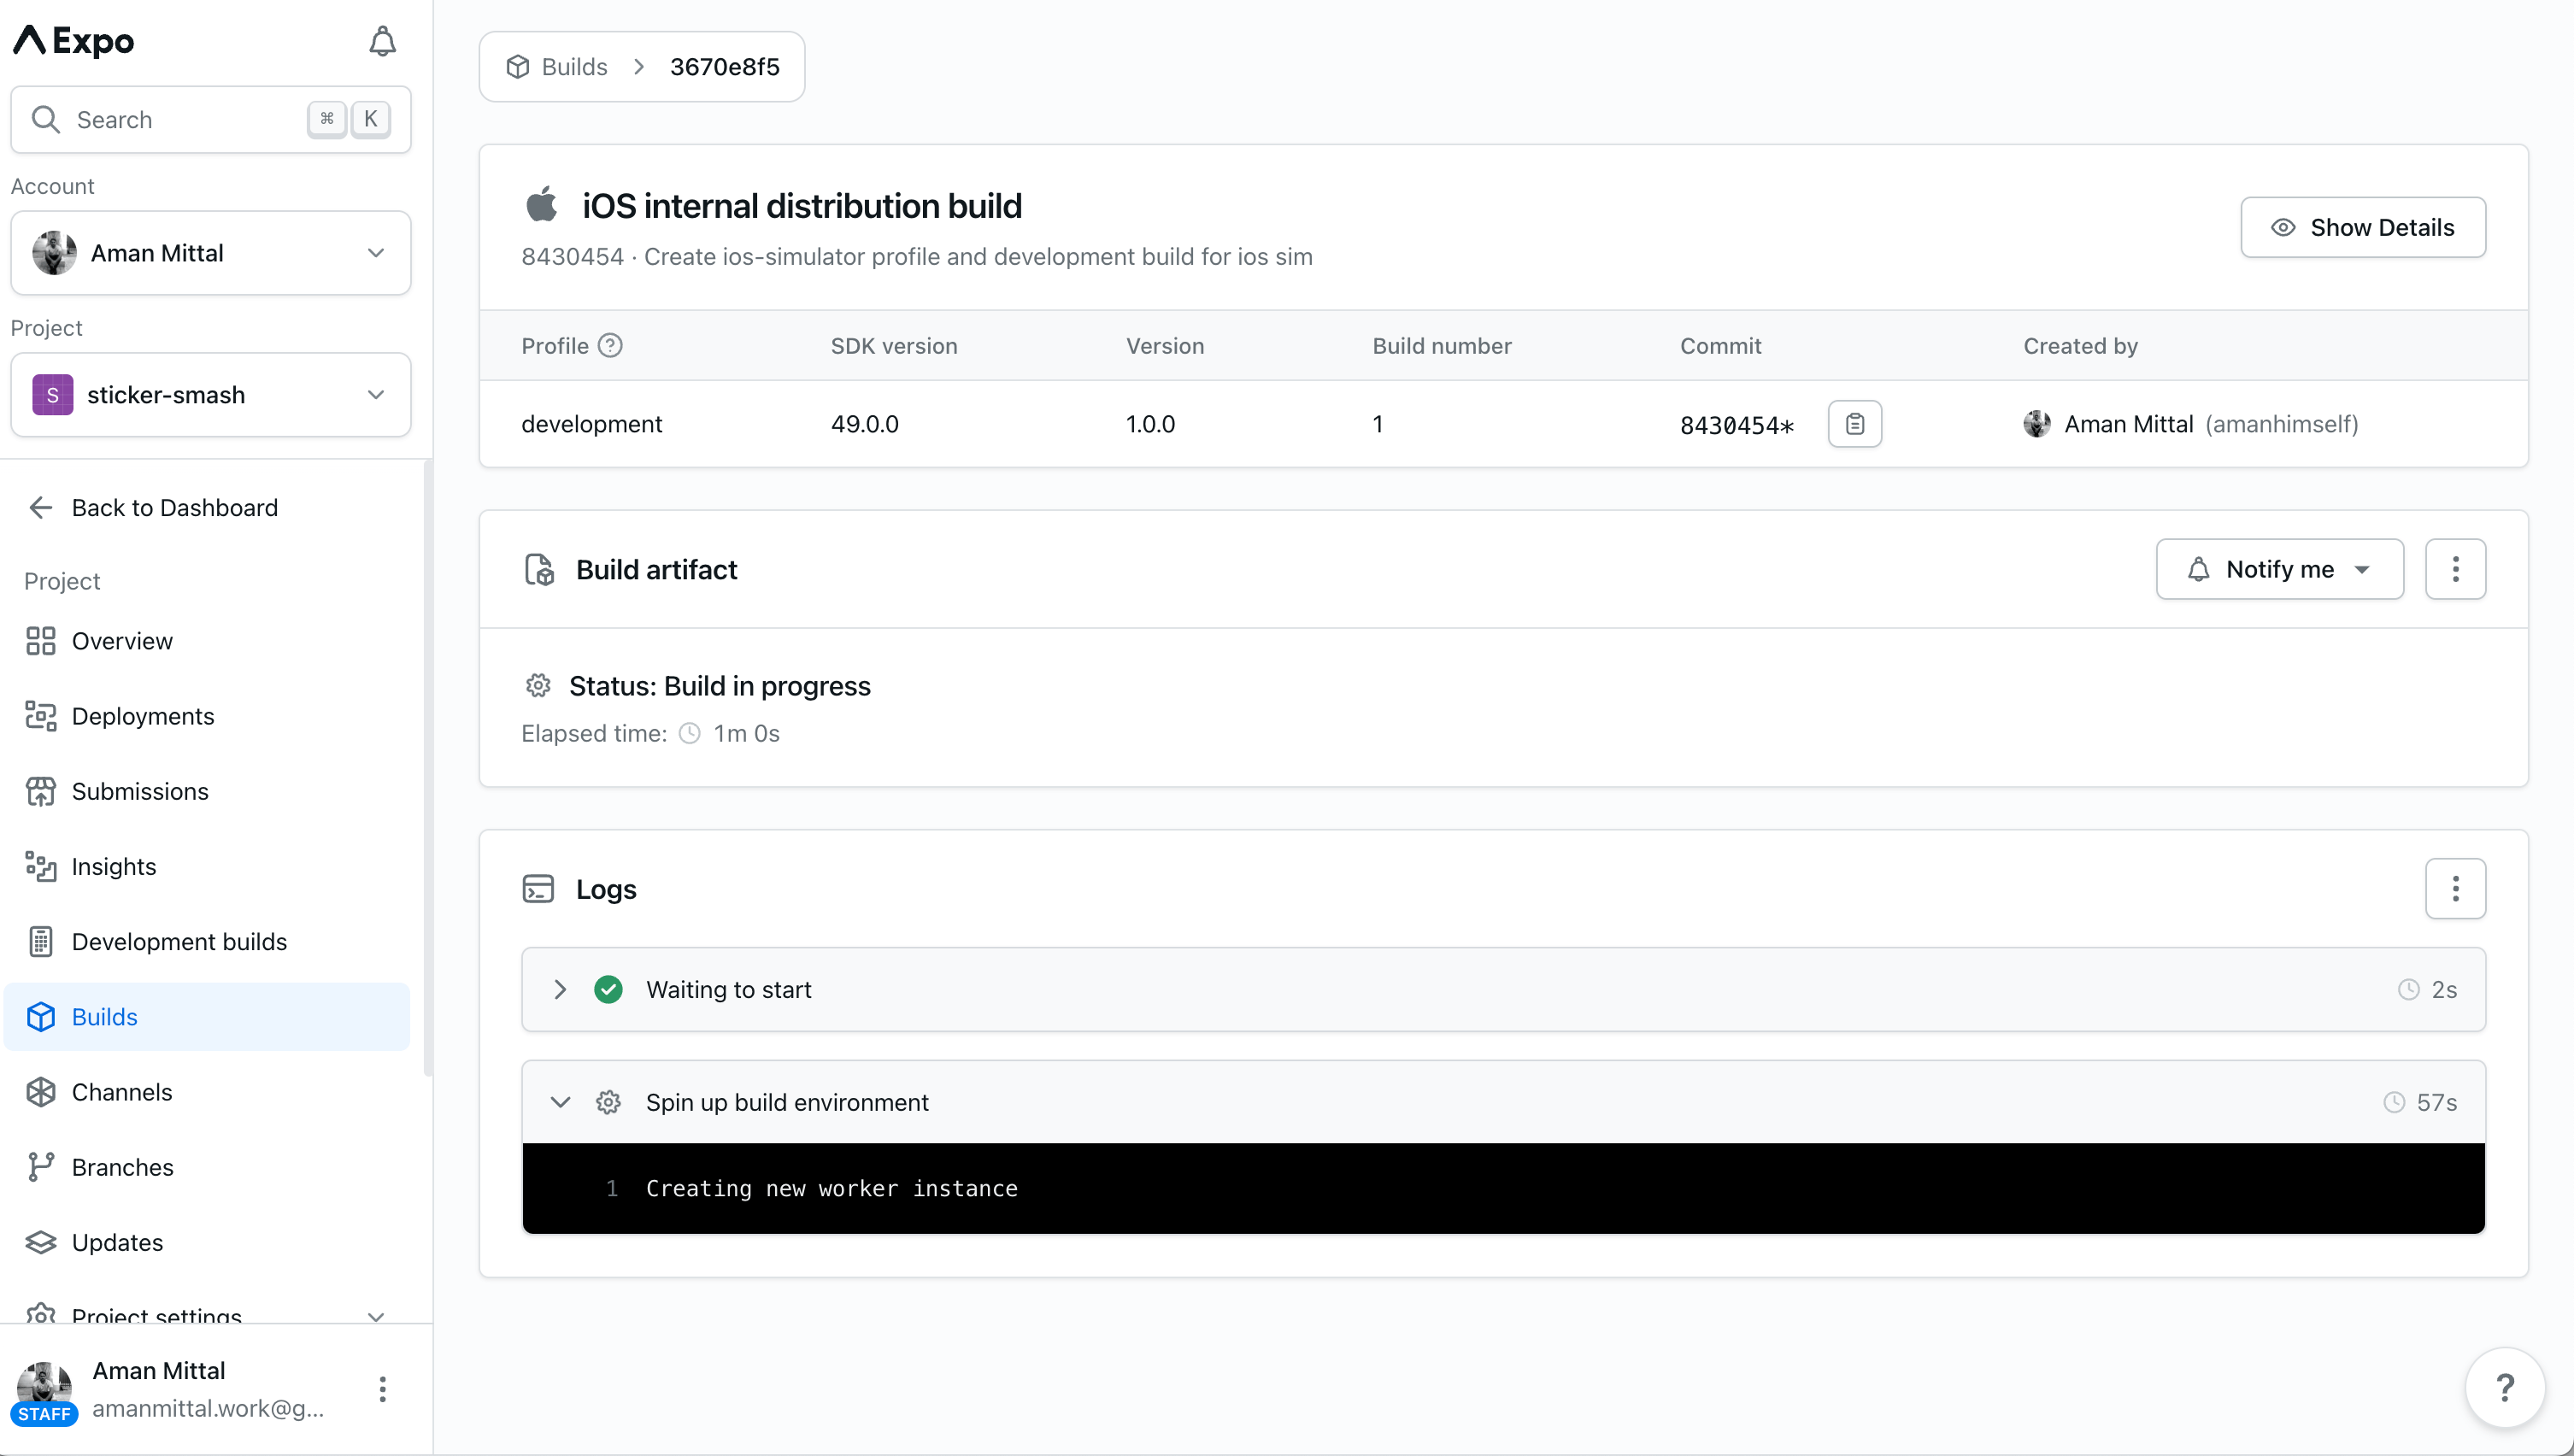 Expo
Search ⌘ K
Account
Aman Mittal
Project
S sticker-smash
Back to Dashboard
Project
Overview
Deployments
Submissions
Insights
Development builds
Builds
Channels
Branches
Updates
Project settings
Aman Mittal
STAFF amanmittal.work@g...
Builds > 3670e8f5
iOS internal distribution build
8430454 · Create ios-simulator profile and development build for ios sim
Show Details
Profile ? SDK version Version Build number Commit Created by
development 49.0.0 1.0.0 1 8430454* Aman Mittal (amanhimself)
Build artifact
Notify me
Status: Build in progress
Elapsed time: 1m 0s
Logs
Waiting to start 2s
Spin up build environment 57s
1 Creating new worker instance
?